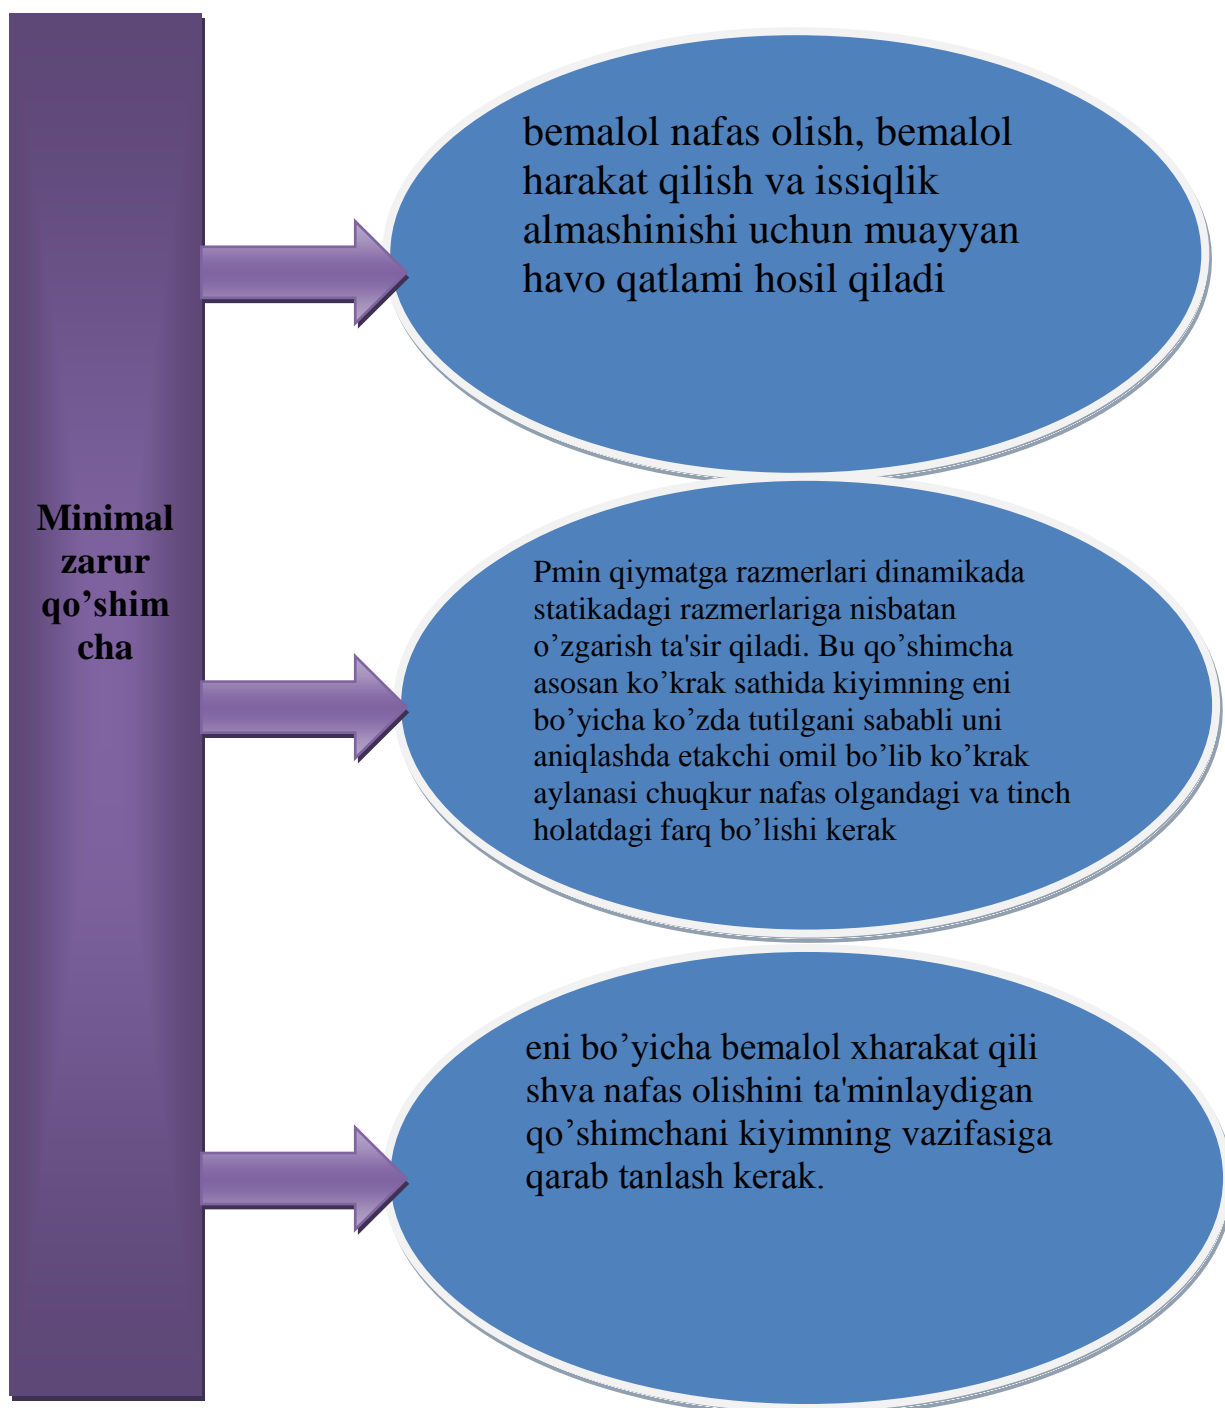 bemalol nafas olish, bemalol
harakat qilish va issiqlik
almashinishi uchun muayyan
havo qatlami hosil qiladi
Minimal
zarur
qo’shim
cha
Pmin qiymatga razmerlari dinamikada
statikadagi razmerlariga nisbatan
o’zgarish ta'sir qiladi. Bu qo’shimcha
asosan ko’krak sathida kiyimning eni
bo’yicha ko’zda tutilgani sababli uni
aniqlashda etakchi omil bo’lib ko’krak
aylanasi chuqkur nafas olgandagi va tinch
holatdagi farq bo’lishi kerak
eni bo’yicha bemalol xharakat qili
shva nafas olishini ta'minlaydigan
qo’shimchani kiyimning vazifasiga
qarab tanlash kerak.